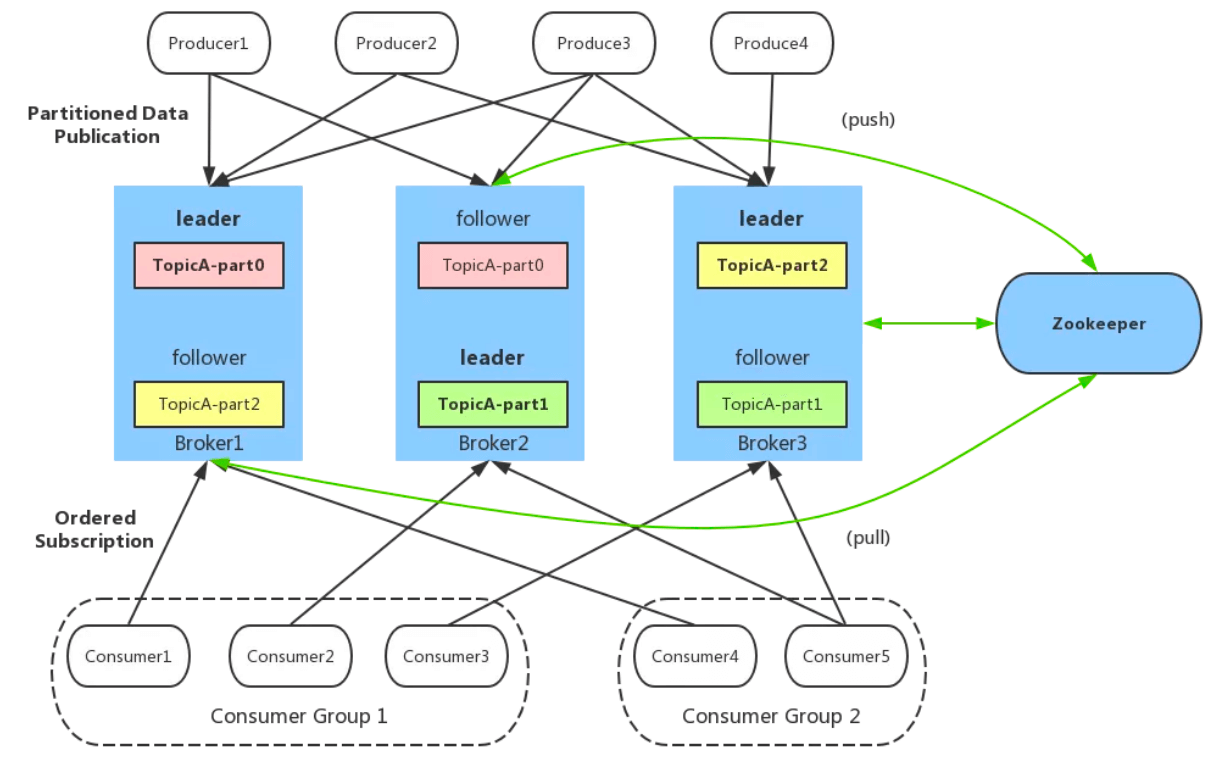 Producer1
Producer2
Produce3
Produce4
Partitioned Data
Publication
(push)
leader
TopicA-part0
follower
TopicA-part2
Broker1
follower
TopicA-part0
leader
TopicA-part1
Broker2
leader
TopicA-part2
follower
TopicA-part1
Broker3
Zookeeper
Ordered
Subscription
(pull)
Consumer1
Consumer2
Consumer3
Consumer Group 1
Consumer4
Consumer5
Consumer Group 2